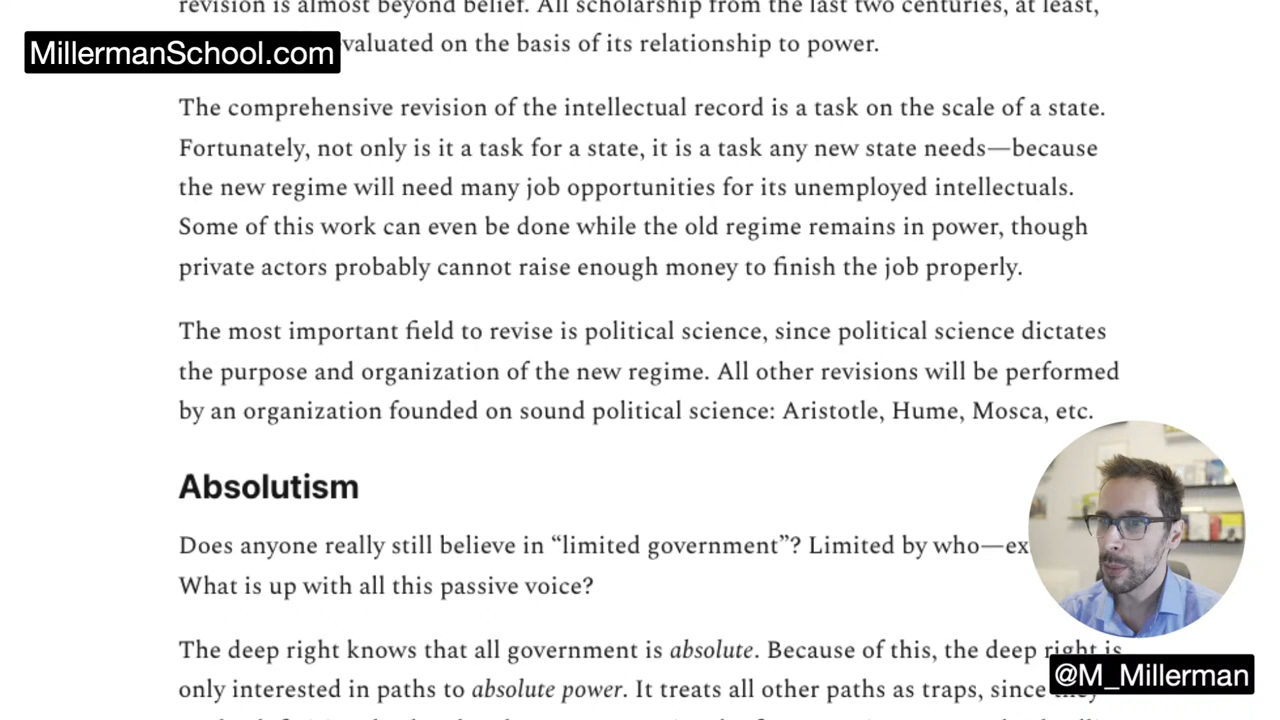 revision is almost beyond belief. All scholarship from the last two centuries, at least,
MillermanSchool.com
valuated on the basis of its relationship to power.
The comprehensive revision of the intellectual record is a task on the scale of a state.
Fortunately, not only is it a task for a state, it is a task any new state needs—because
the new regime will need many job opportunities for its unemployed intellectuals.
Some of this work can even be done while the old regime remains in power, though
private actors probably cannot raise enough money to finish the job properly.
The most important field to revise is political science, since political science dictates
the purpose and organization of the new regime. All other revisions will be performed
by an organization founded on sound political science: Aristotle, Hume, Mosca, etc.
Absolutism
Does anyone really still believe in “limited government”? Limited by who—ex
What is up with all this passive voice?
The deep right knows that all government is absolute. Because of this, the deep right is
@M_Millerman
only interested in paths to absolute power. It treats all other paths as traps, since they